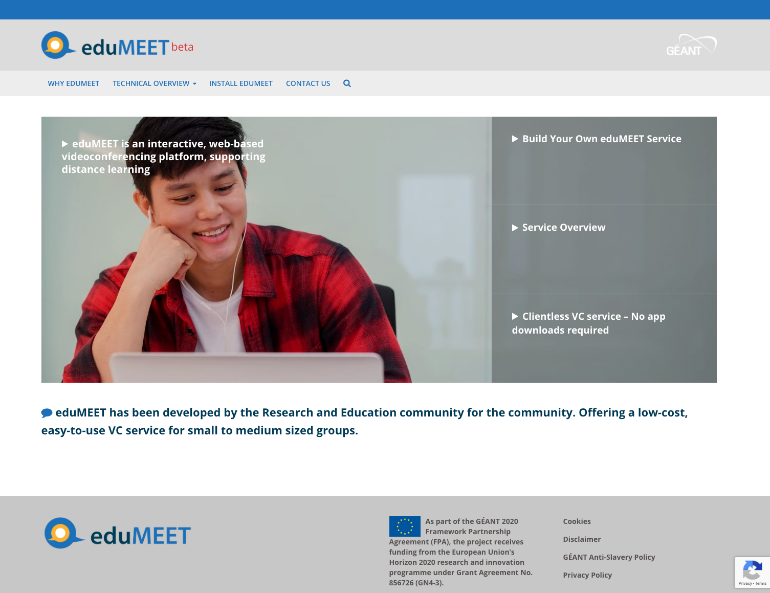 eduMEET beta
GÉANT
WHY EDUMEET
TECHNICAL OVERVIEW
INSTALL EDUMEET
CONTACT US
eduMEET is an interactive, web-based
videoconferencing platform, supporting
distance learning
Build Your Own eduMEET Service
Service Overview
Clientless VC service – No app
downloads required
eduMEET has been developed by the Research and Education community for the community. Offering a low-cost,
easy-to-use VC service for small to medium sized groups.
eduMEET
As part of the GÉANT 2020
Framework Partnership
Agreement (FPA), the project receives
funding from the European Union's
Horizon 2020 research and innovation
programme under Grant Agreement No.
856726 (GN4-3).
Cookies
Disclaimer
GÉANT Anti-Slavery Policy
Privacy Policy
Privacy - Terms